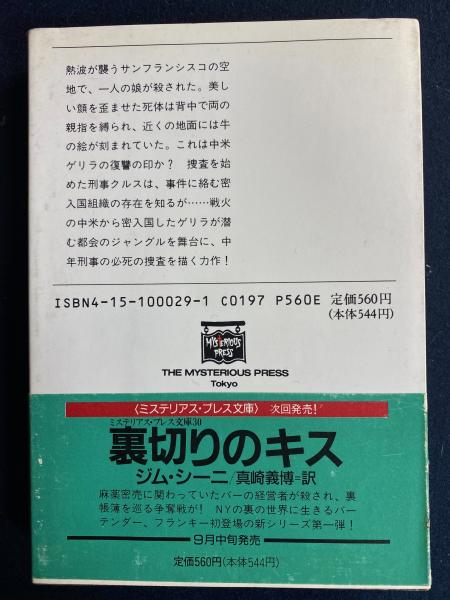 熱波が襲うサンフランシスコの空
地で、一人の娘が殺された。美し
い顔を歪ませた死体は背中で両の
親指を縛られ、近くの地面には牛
の絵が刻まれていた。これは中米
ゲリラの復讐の印か？ 捜査を始
めた刑事クルスは、事件に絡む密
入国組織の存在を知るが……戦火
の中米から密入国したゲリラが潜
む都会のジャングルを舞台に、中
年刑事の必死の捜査を描く力作！
ISBN4-15-100029-1 C0197 P560E 定価560円
(本体544円)
MYSTERIOUS
PRESS
THE MYSTERIOUS PRESS
Tokyo
〈ミステリアス・プレス文庫〉 次回発売！
ミステリアス・プレス文庫30
裏切りのキス
ジム・シーニ/真崎義博=訳
麻薬密売に関わっていたバーの経営者が殺され、裏
帳簿を巡る争奪戦が！ NYの裏の世界に生きるバー
テンダー、フランキー初登場の新シリーズ第一弾！
9月中旬発売
定価560円(本体544円)